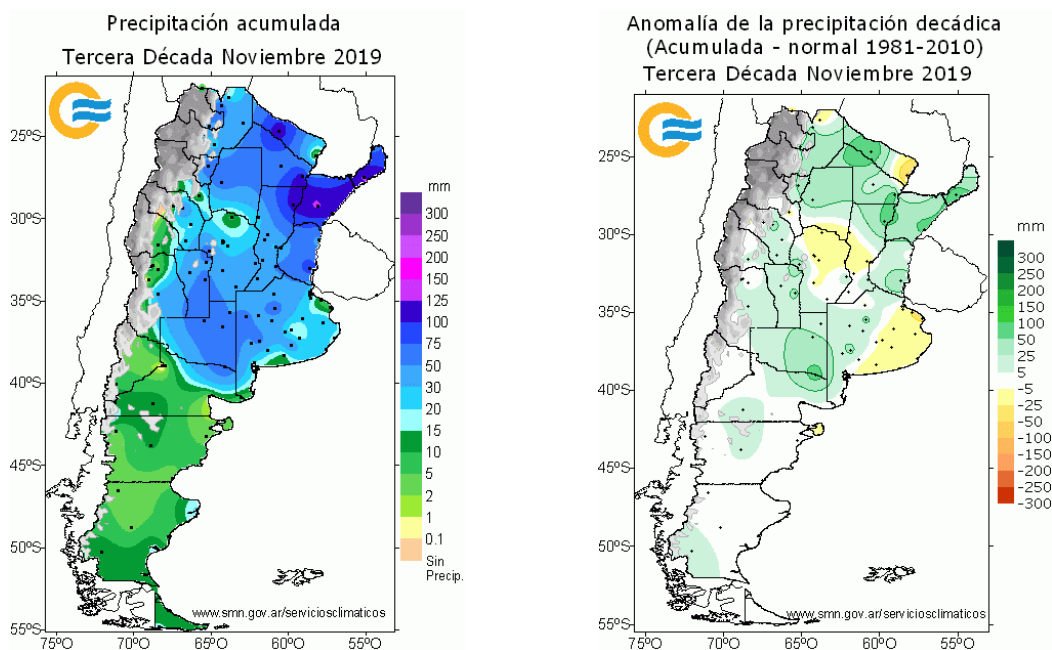 Precipitación acumulada
Tercera Década Noviembre 2019
25ºS
30ºS
35ºS
40ºS
45ºS
50ºS
55ºS
75ºO
70ºO
65ºO
60ºO
55ºO
mm
300
250
200
150
125
100
75
50
30
20
15
10
5
2
1
0.1
Sin
Precip.
www.smn.gov.ar/serviciosclimaticos
Anomalía de la precipitación decádica
(Acumulada - normal 1981-2010)
Tercera Década Noviembre 2019
25ºS
30ºS
35ºS
40ºS
45ºS
50ºS
55ºS
75ºO
70ºO
65ºO
60ºO
55ºO
mm
300
250
200
150
100
50
25
5
-5
-25
-50
-100
-150
-200
-250
-300
www.smn.gov.ar/serviciosclimaticos